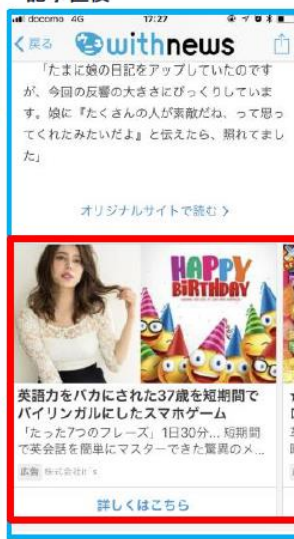 docomo 4G 17:27
戻る withnews
「たまに娘の日記をアップしていたのです
が、今回の反響の大きさにびっくりしていま
す。娘に『たくさんの人が素敵だね、って思っ
てくれたみたいだよ』と伝えたら、照れてまし
た」
オリジナルサイトで読む
HAPPY
BIRTHDAY
英語力をバカにされた37歳を短期間で
バイリンガルにしたスマホゲーム
「たった7つのフレーズ」1日30分... 短期間
で英会話を簡単にマスターできた驚異のメ...
広告
詳しくはこちら